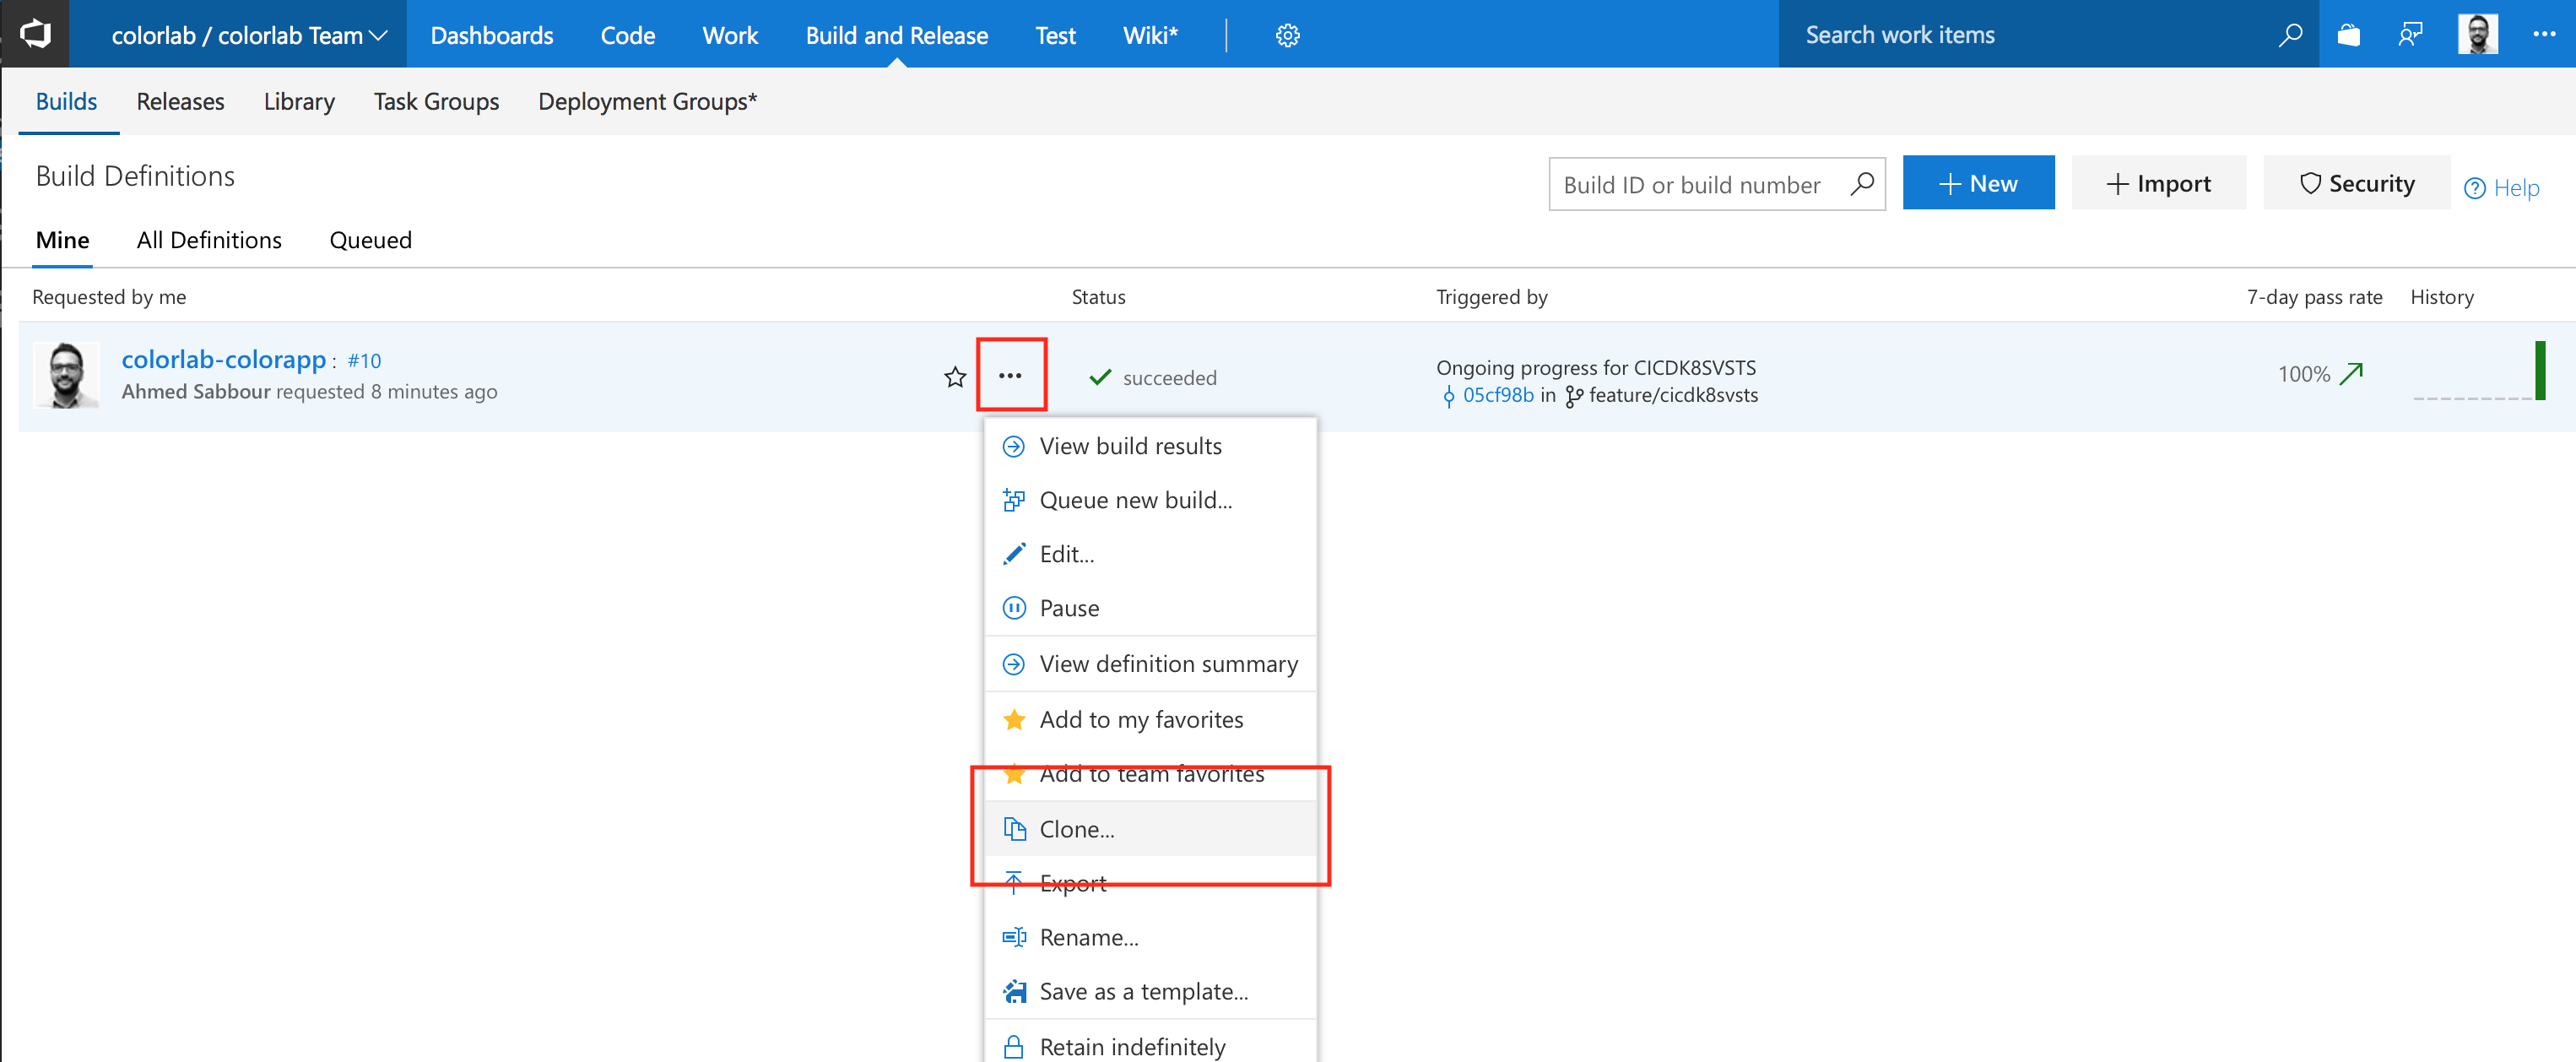 colorlab / colorlab Team Dashboards Code Work Build and Release Test Wiki* Search work items
Builds Releases Library Task Groups Deployment Groups*
Build Definitions
Build ID or build number New Import Security Help
Mine All Definitions Queued
Requested by me Status Triggered by 7-day pass rate History
colorlab-colorapp : #10
Ahmed Sabbour requested 8 minutes ago
succeeded
Ongoing progress for CICDK8SVSTS
05cf98b in feature/cicdk8svsts
100%
View build results
Queue new build...
Edit...
Pause
View definition summary
Add to my favorites
Add to team favorites
Clone...
Export
Rename...
Save as a template...
Retain indefinitely